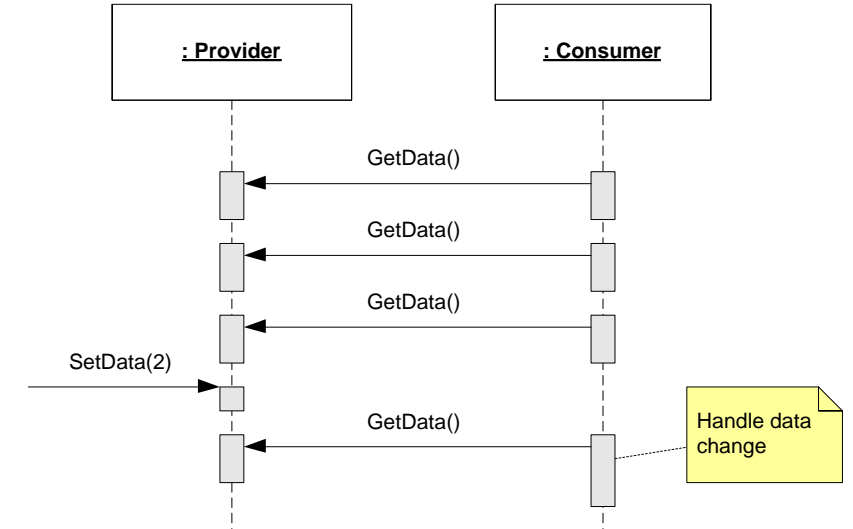 : Provider
: Consumer
GetData()
GetData()
GetData()
SetData(2)
GetData()
Handle data
change